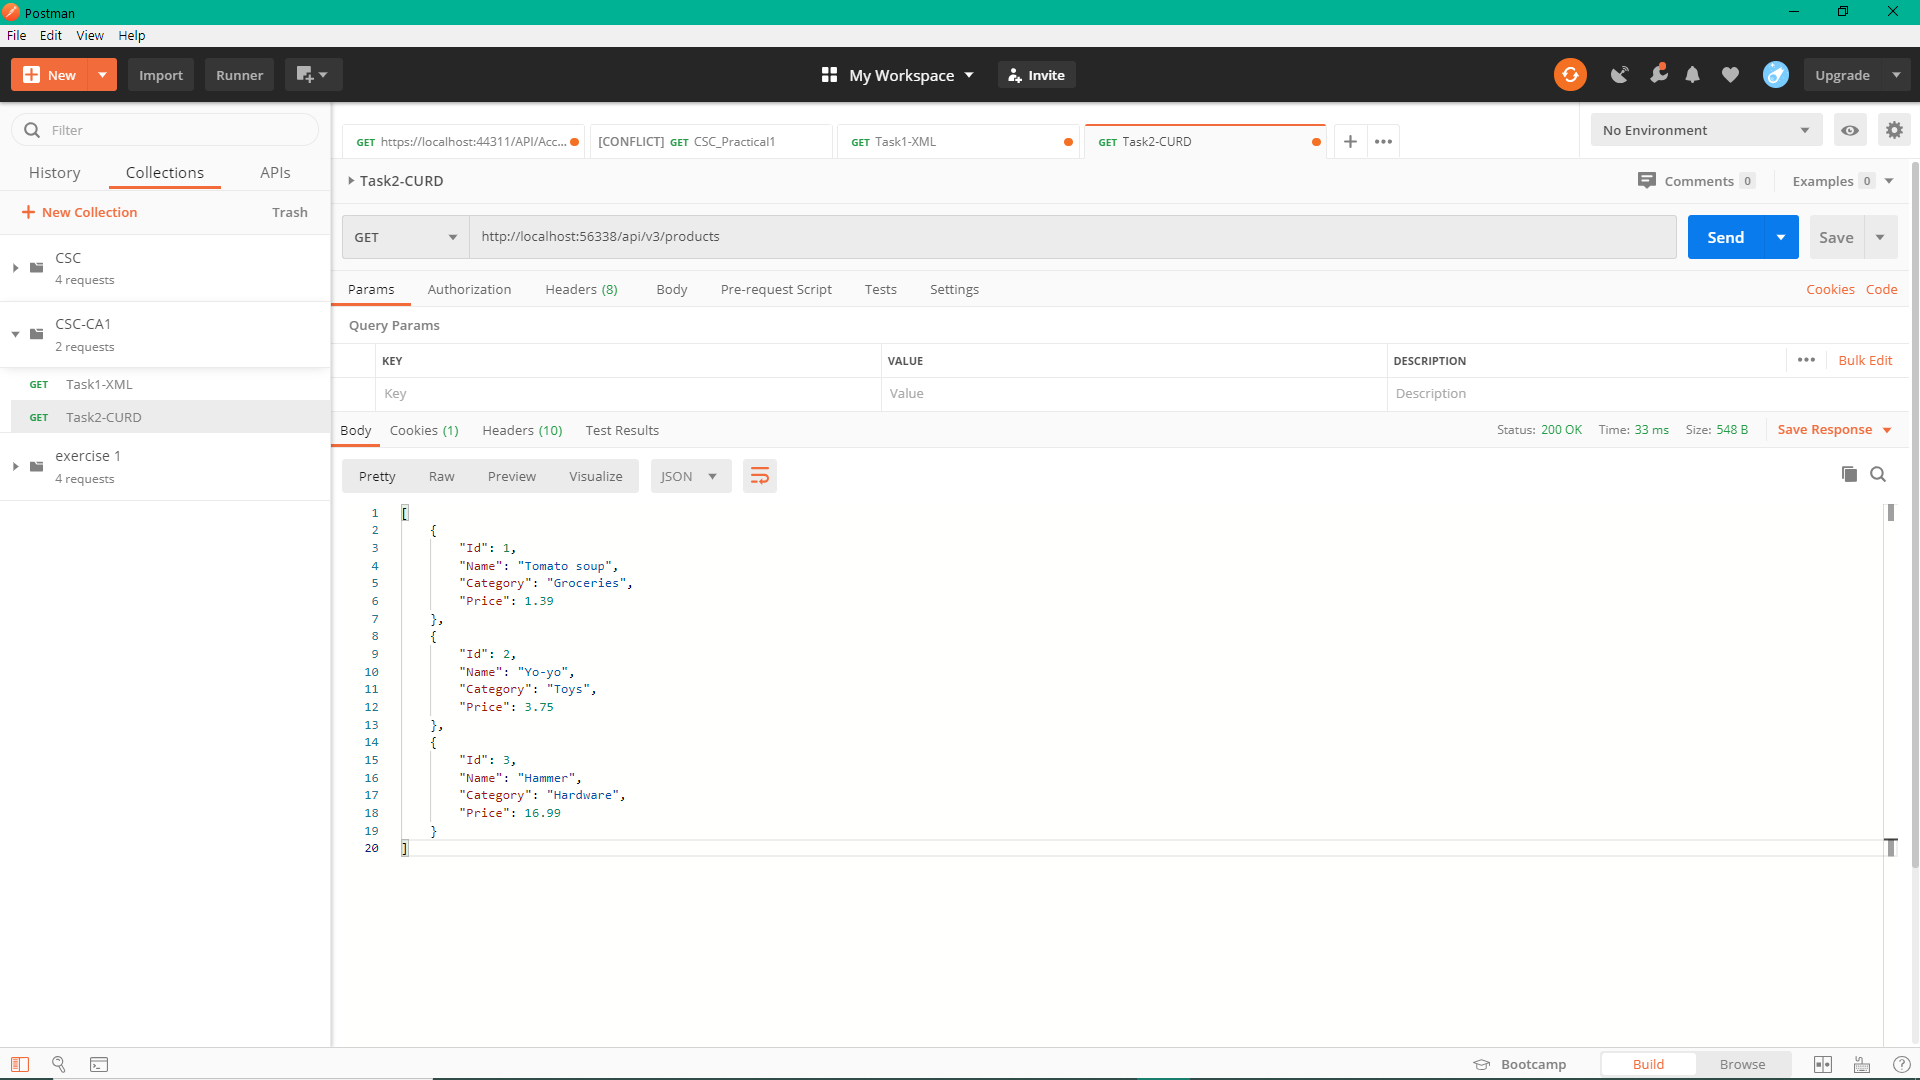 Postman
File Edit View Help
New Import Runner My Workspace Invite Upgrade
Filter
History Collections APIs
New Collection Trash
CSC
4 requests
CSC-CA1
2 requests
GET Task1-XML
GET Task2-CURD
exercise 1
4 requests
GET https://localhost:44311/API/Acc... [CONFLICT] GET CSC_Practical1 GET Task1-XML GET Task2-CURD
No Environment
Task2-CURD Comments 0 Examples 0
GET http://localhost:56338/api/v3/products Send Save
Params Authorization Headers (8) Body Pre-request Script Tests Settings Cookies Code
Query Params
KEY VALUE DESCRIPTION Bulk Edit
Key Value Description
Body Cookies (1) Headers (10) Test Results Status: 200 OK Time: 33 ms Size: 548 B Save Response
Pretty Raw Preview Visualize JSON
1 [
2 {
3 "Id": 1,
4 "Name": "Tomato soup",
5 "Category": "Groceries",
6 "Price": 1.39
7 },
8 {
9 "Id": 2,
10 "Name": "Yo-yo",
11 "Category": "Toys",
12 "Price": 3.75
13 },
14 {
15 "Id": 3,
16 "Name": "Hammer",
17 "Category": "Hardware",
18 "Price": 16.99
19 }
20 ]
Bootcamp Build Browse